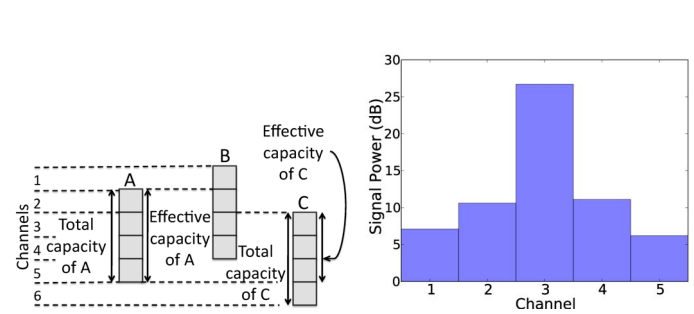 Channels
1
2
3
4
5
6
A
B
C
Total
capacity
of A
Effective
capacity
of A
Total
capacity
of C
Effective
capacity
of C
Signal Power (dB)
30
25
20
15
10
5
0
1 2 3 4 5
Channel